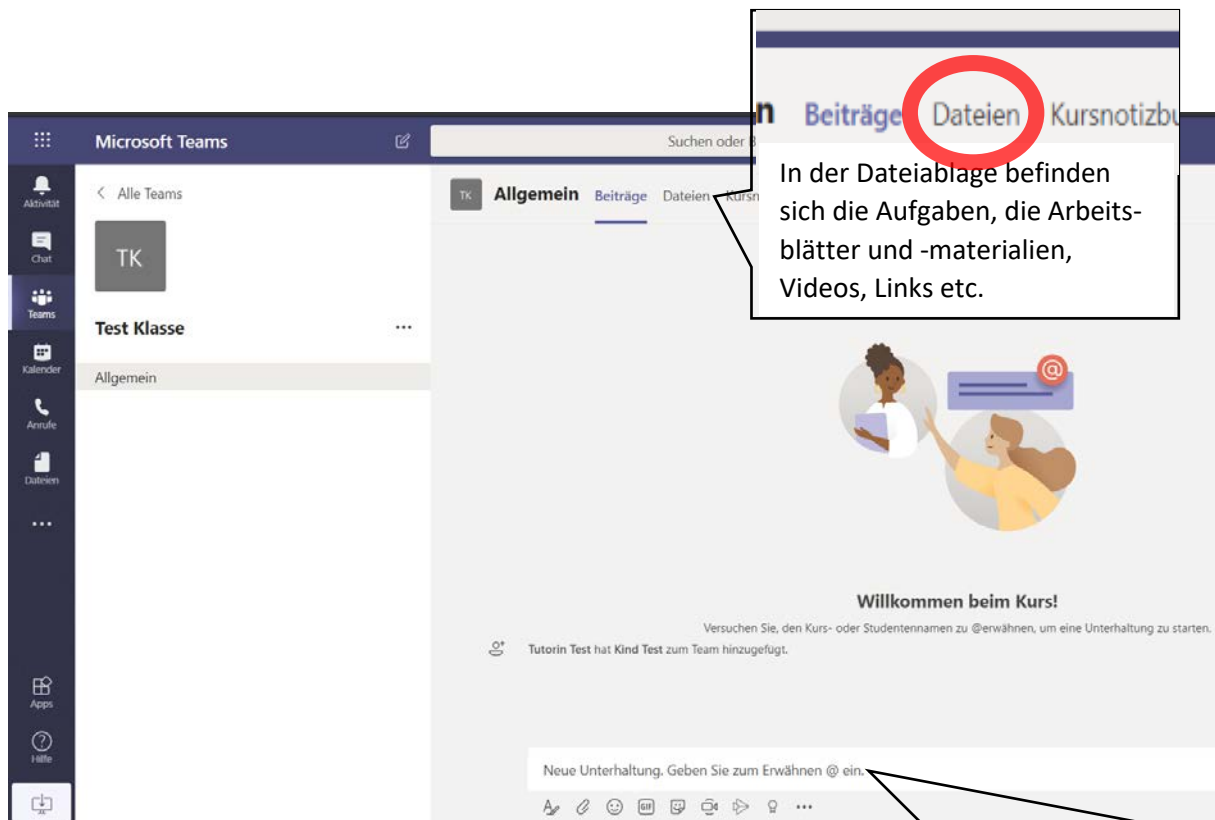 Beiträge Dateien Kursnotizbu
In der Dateiablage befinden
sich die Aufgaben, die Arbeits-
blätter und -materialien,
Videos, Links etc.
Microsoft Teams
Suchen oder B
Aktivität
Chat
Teams
Kalender
Anrufe
Dateien
Apps
Hilfe
Alle Teams
TK
Test Klasse
Allgemein
TK Allgemein Beiträge Dateien Kursn
@
Willkommen beim Kurs!
Versuchen Sie, den Kurs- oder Studentennamen zu @erwähnen, um eine Unterhaltung zu starten.
Tutorin Test hat Kind Test zum Team hinzugefügt.
Neue Unterhaltung. Geben Sie zum Erwähnen @ ein.
GIF